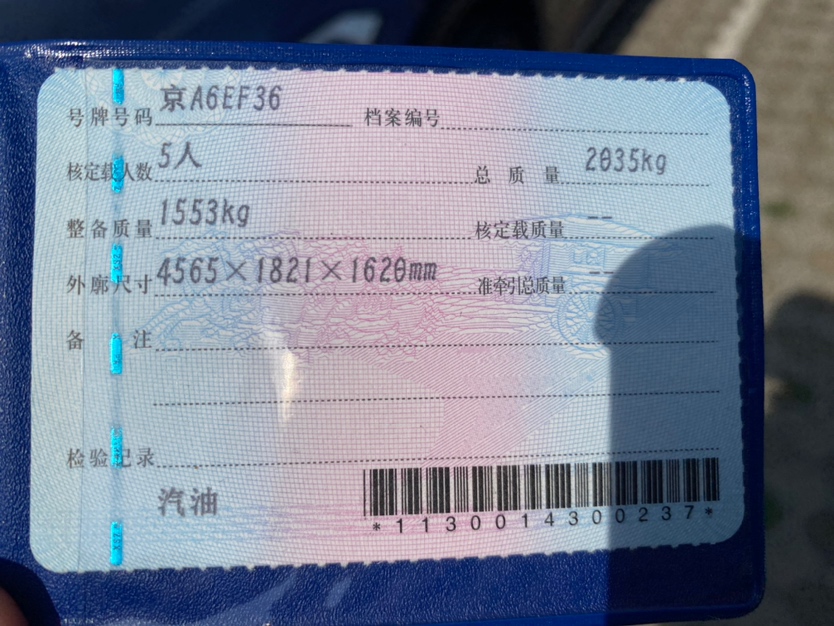 号牌号码 京A6EF36 档案编号
核定载人数 5人 总质量 2035kg
整备质量 1553kg 核定载质量 --
外廓尺寸 4565×1821×1620mm 准牵引总质量 --
备注
检验记录
汽油
*1130014300237*